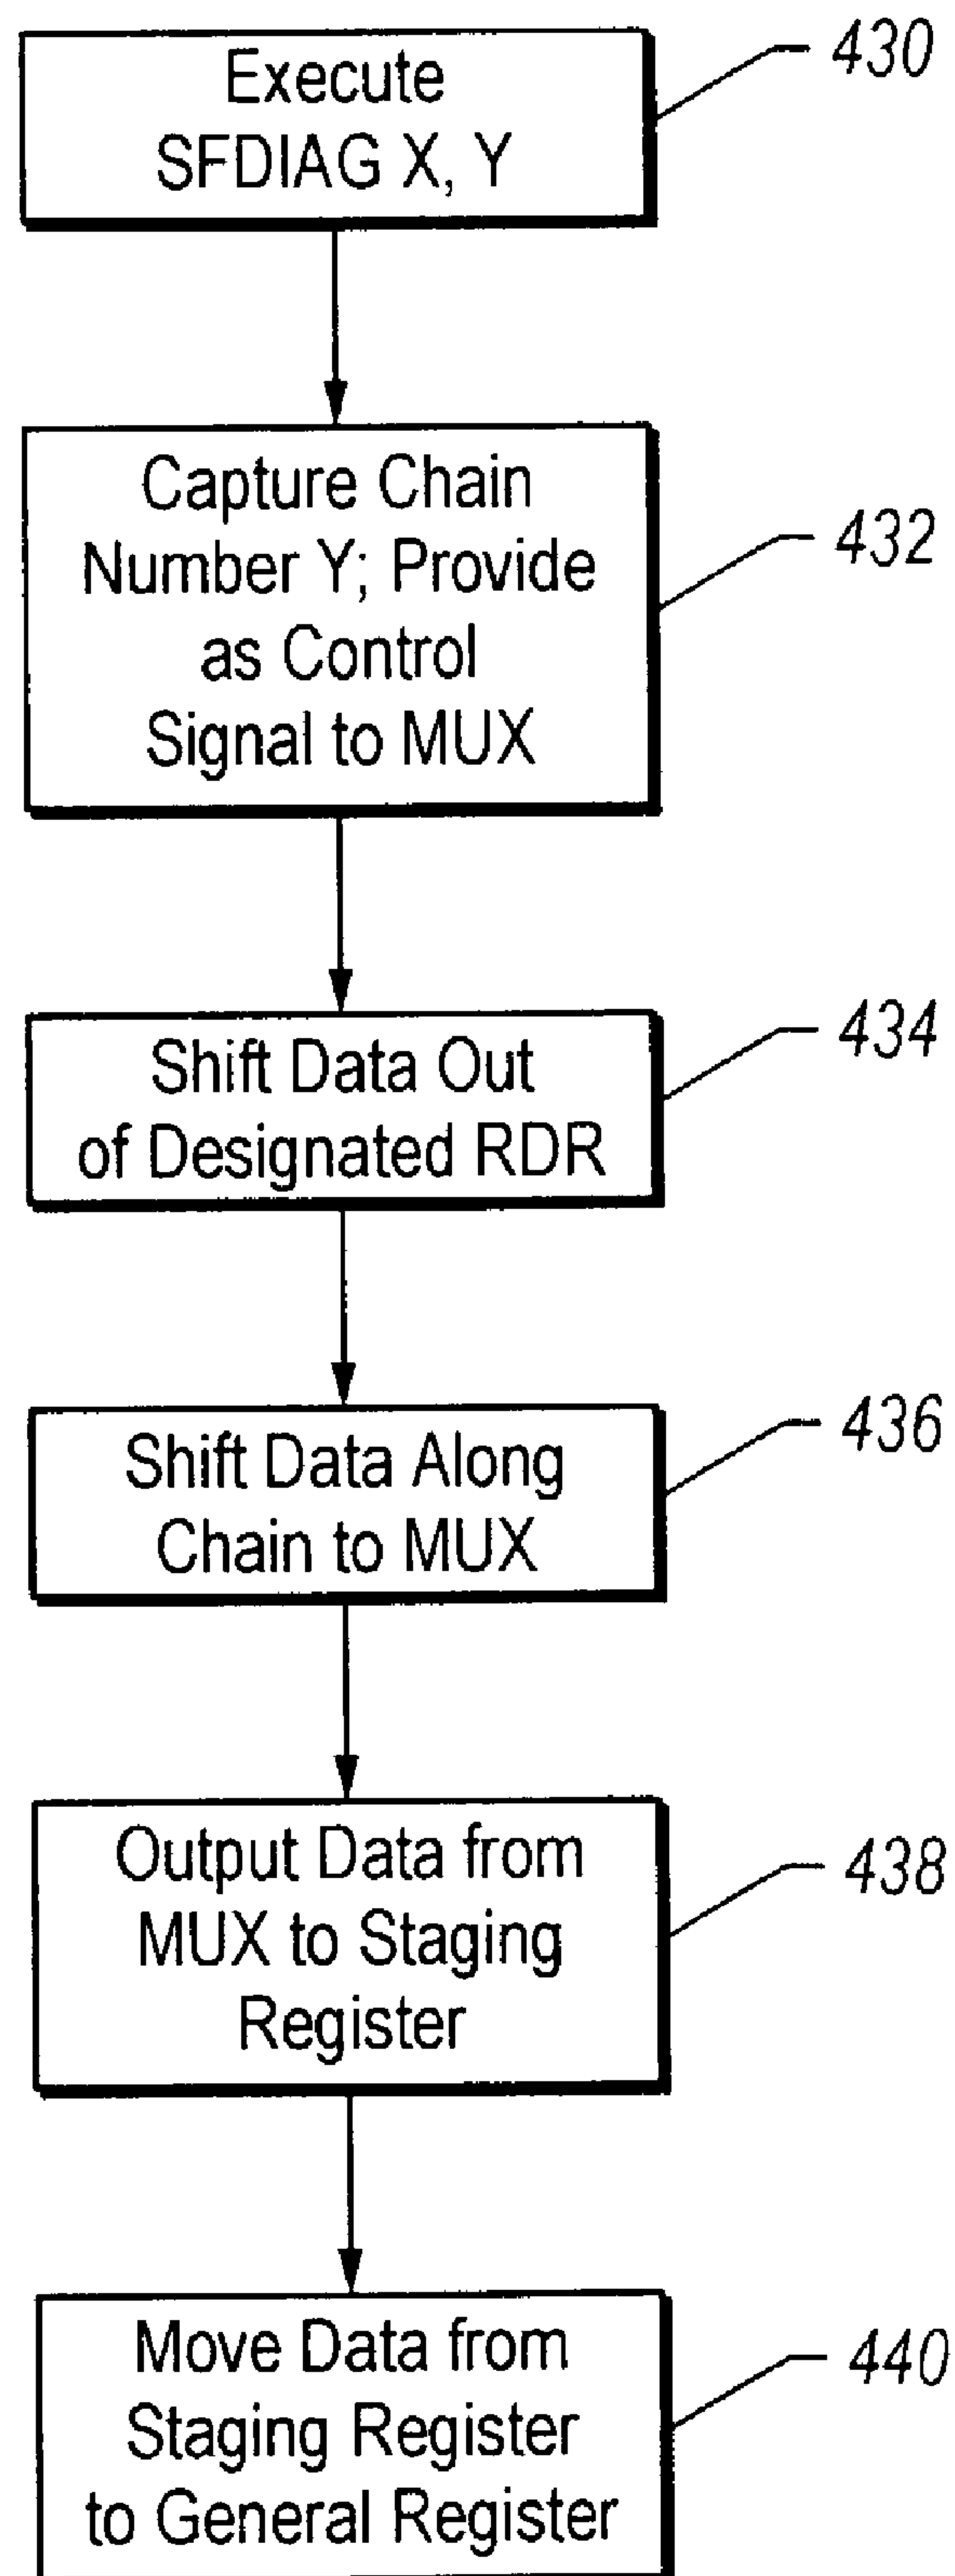 Execute
SFDIAG X, Y
430
Capture Chain
Number Y; Provide
as Control
Signal to MUX
432
Shift Data Out
of Designated RDR
434
Shift Data Along
Chain to MUX
436
Output Data from
MUX to Staging
Register
438
Move Data from
Staging Register
to General Register
440